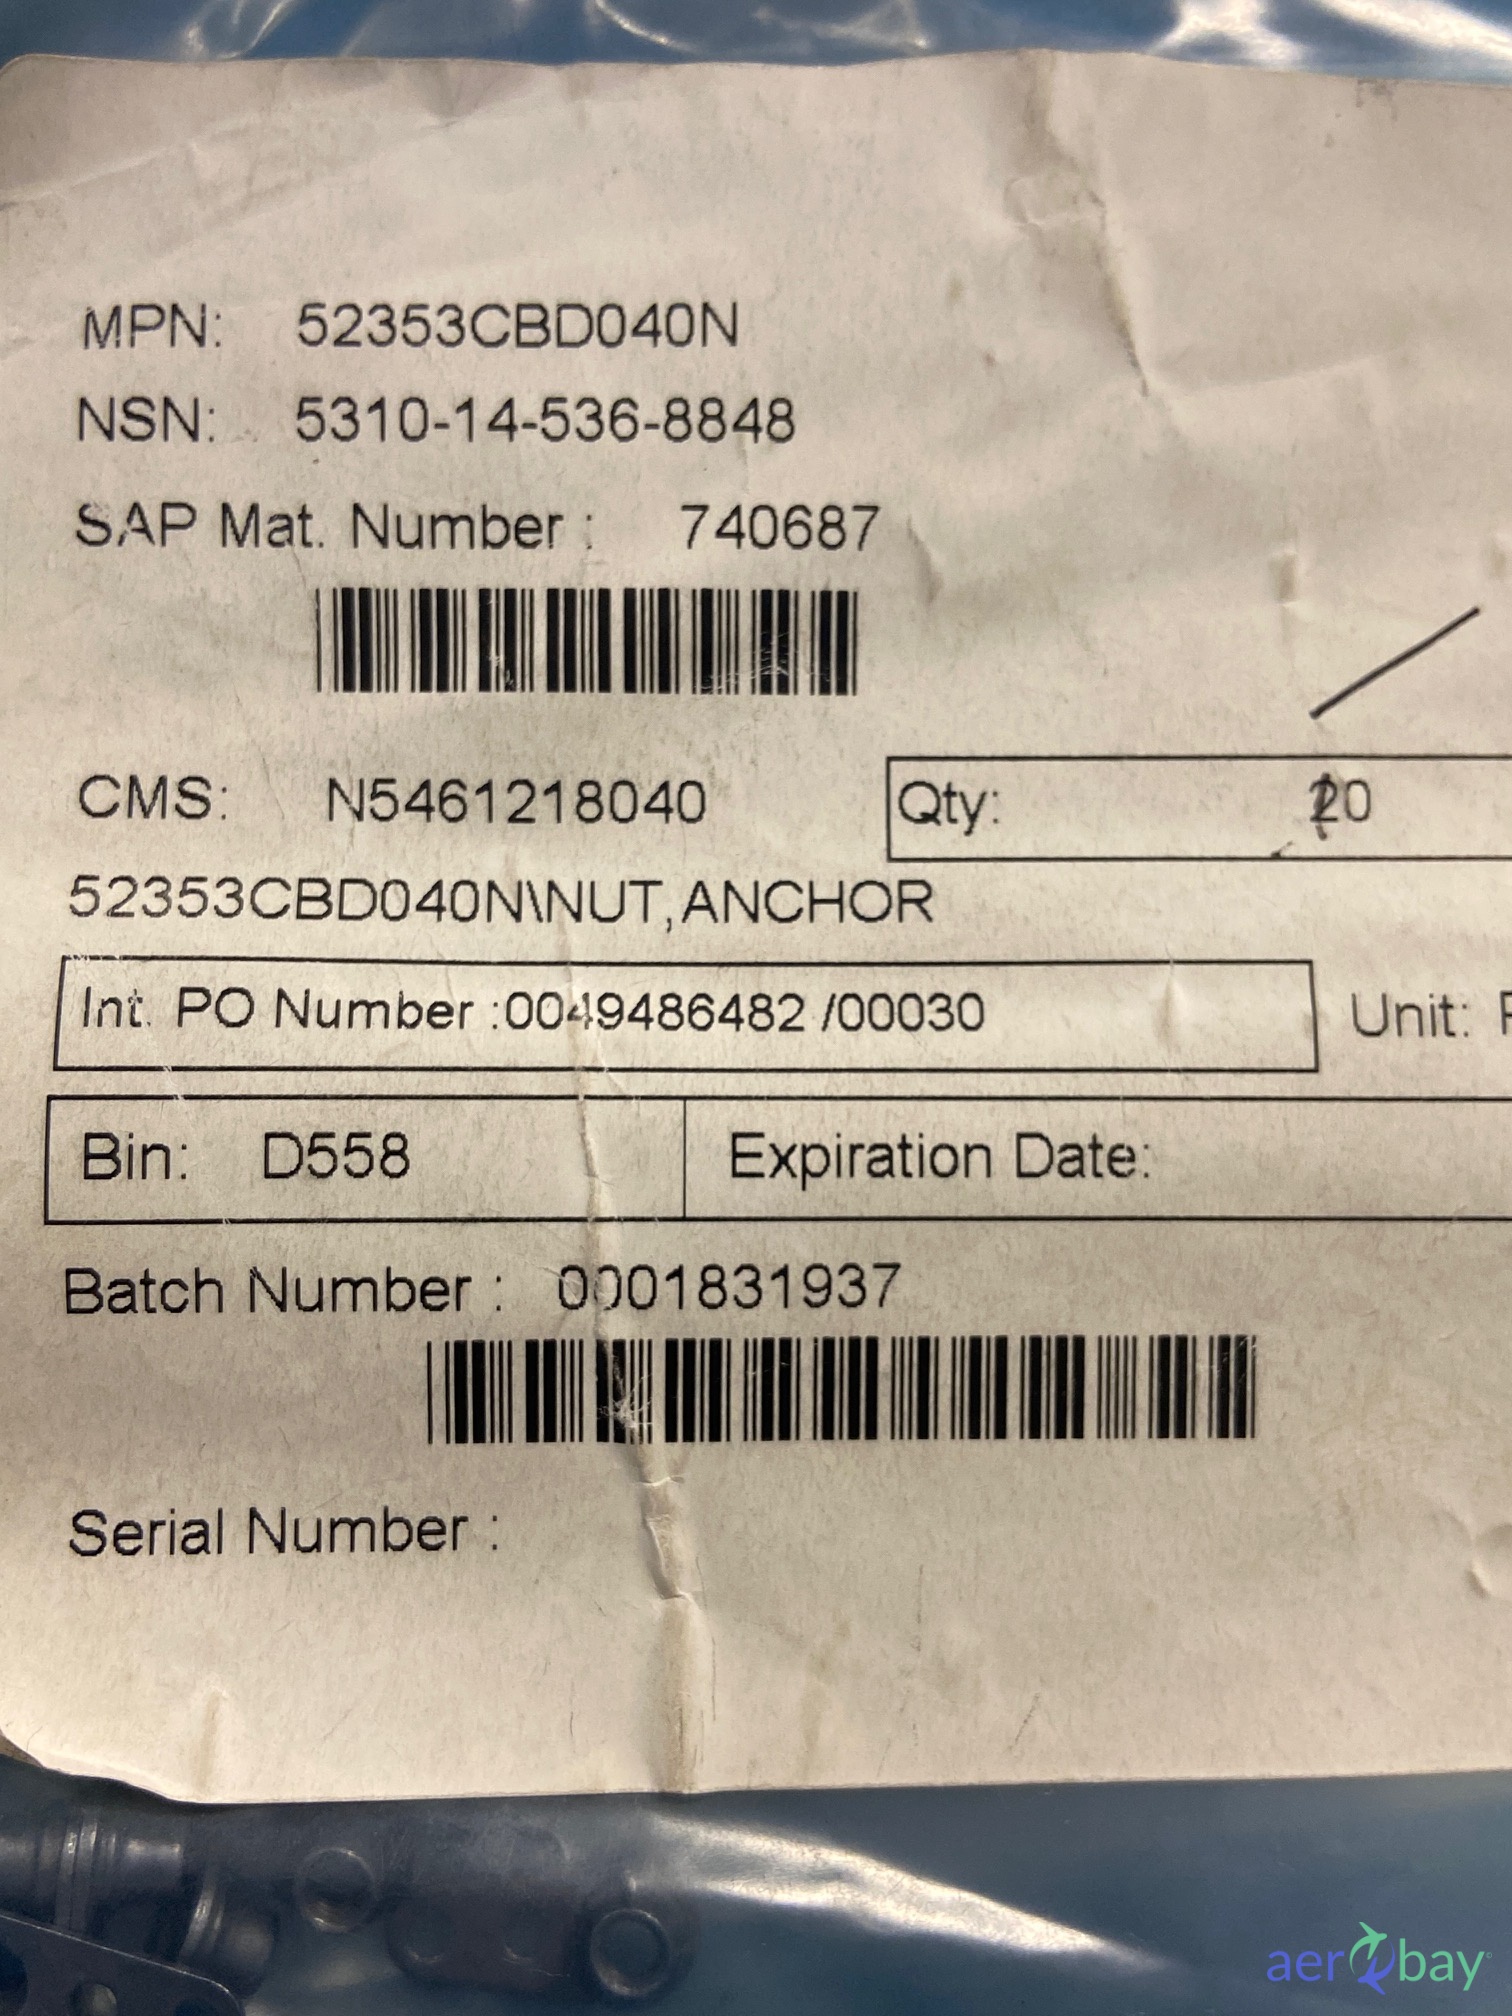 MPN: 52353CBD040N
NSN: 5310-14-536-8848
SAP Mat. Number : 740687
CMS: N5461218040
Qty:
52353CBD040N\NUT,ANCHOR
Int. PO Number :0049486482 /00030
Unit:
Bin: D558
Expiration Date:
Batch Number : 0001831937
Serial Number :
aerobay